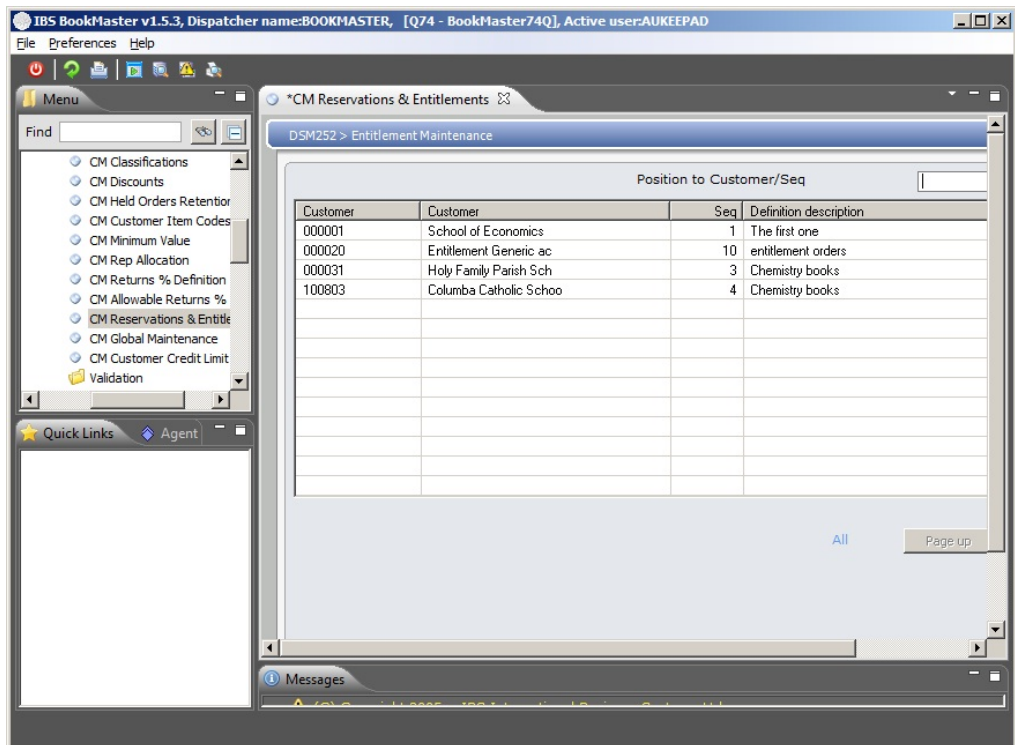 IBS BookMaster v1.5.3, Dispatcher name:BOOKMASTER, [Q74 - BookMaster74Q], Active user:AUKEEPAD
File Preferences Help
Menu
*CM Reservations & Entitlements
Find
DSM252 > Entitlement Maintenance
CM Classifications
CM Discounts
CM Held Orders Retention
CM Customer Item Codes
CM Minimum Value
CM Rep Allocation
CM Returns % Definition
CM Allowable Returns %
CM Reservations & Entitle
CM Global Maintenance
CM Customer Credit Limit
Validation
Position to Customer/Seq
Customer Customer Seq Definition description
000001 School of Economics 1 The first one
000020 Entitlement Generic ac 10 entitlement orders
000031 Holy Family Parish Sch 3 Chemistry books
100803 Columba Catholic Schoo 4 Chemistry books
All Page up
Quick Links Agent
Messages